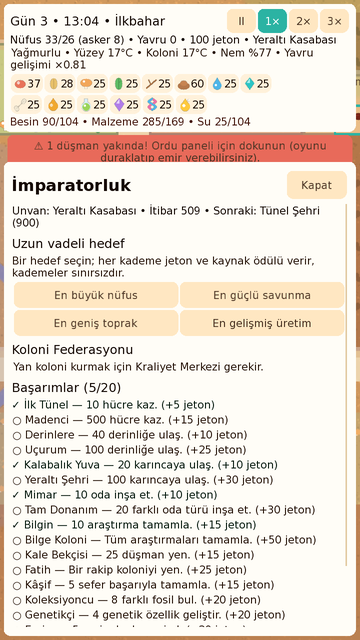 Gün 3 • 13:04 • İlkbahar
1× 2× 3×
Nüfus 33/26 (asker 8) • Yavru 0 • 100 jeton • Yeraltı Kasabası
Yağmurlu • Yüzey 17°C • Koloni 17°C • Nem %77 • Yavru
gelişimi ×0.81
37 28 25 25 25 60 25 25
25 25 25 25 25 25
Besin 90/104 • Malzeme 285/169 • Su 25/104
⚠ 1 düşman yakında! Ordu paneli için dokunun (oyunu
duraklatıp emir verebilirsiniz).
İmparatorluk
Kapat
Unvan: Yeraltı Kasabası • İtibar 509 • Sonraki: Tünel Şehri
(900)
Uzun vadeli hedef
Bir hedef seçin; her kademe jeton ve kaynak ödülü verir,
kademeler sınırsızdır.
En büyük nüfus
En güçlü savunma
En geniş toprak
En gelişmiş üretim
Koloni Federasyonu
Yan koloni kurmak için Kraliyet Merkezi gerekir.
Başarımlar (5/20)
✓ İlk Tünel — 10 hücre kaz. (+5 jeton)
○ Madenci — 500 hücre kaz. (+15 jeton)
○ Derinlere — 40 derinliğe ulaş. (+10 jeton)
○ Uçurum — 100 derinliğe ulaş. (+25 jeton)
✓ Kalabalık Yuva — 20 karıncaya ulaş. (+10 jeton)
○ Yeraltı Şehri — 100 karıncaya ulaş. (+30 jeton)
✓ Mimar — 10 oda inşa et. (+10 jeton)
○ Tam Donanım — 20 farklı oda türü inşa et. (+30 jeton)
✓ Bilgin — 10 araştırma tamamla. (+15 jeton)
○ Bilge Koloni — Tüm araştırmaları tamamla. (+50 jeton)
○ Kale Bekçisi — 25 düşman yen. (+15 jeton)
○ Fatih — Bir rakip koloniyi yen. (+25 jeton)
○ Kâşif — 5 sefer başarıyla tamamla. (+15 jeton)
○ Koleksiyoncu — 8 farklı fosil bul. (+20 jeton)
○ Genetikçi — 4 genetik özellik geliştir. (+20 jeton)